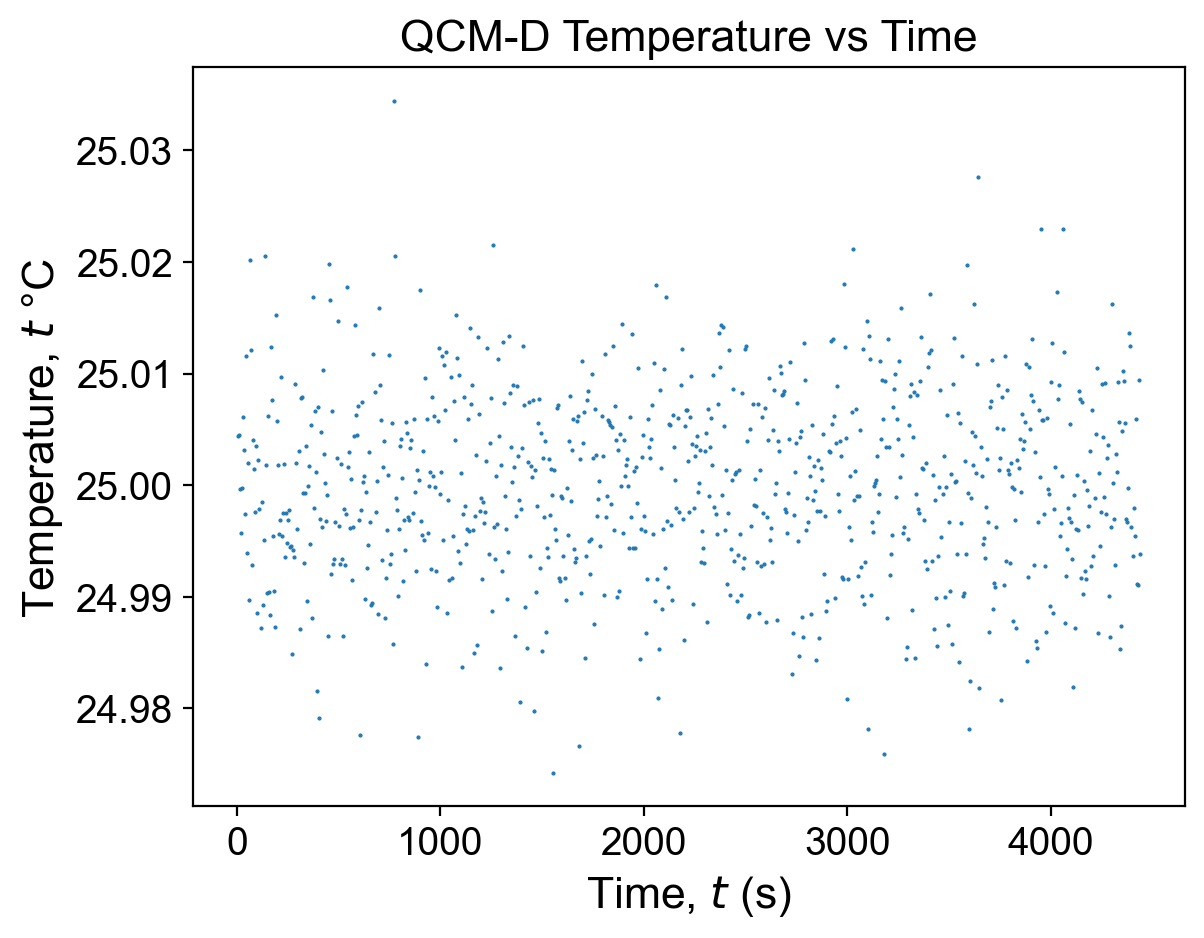 QCM-D Temperature vs Time
Temperature, t °C
25.03
25.02
25.01
25.00
24.99
24.98
0 1000 2000 3000 4000
Time, t (s)